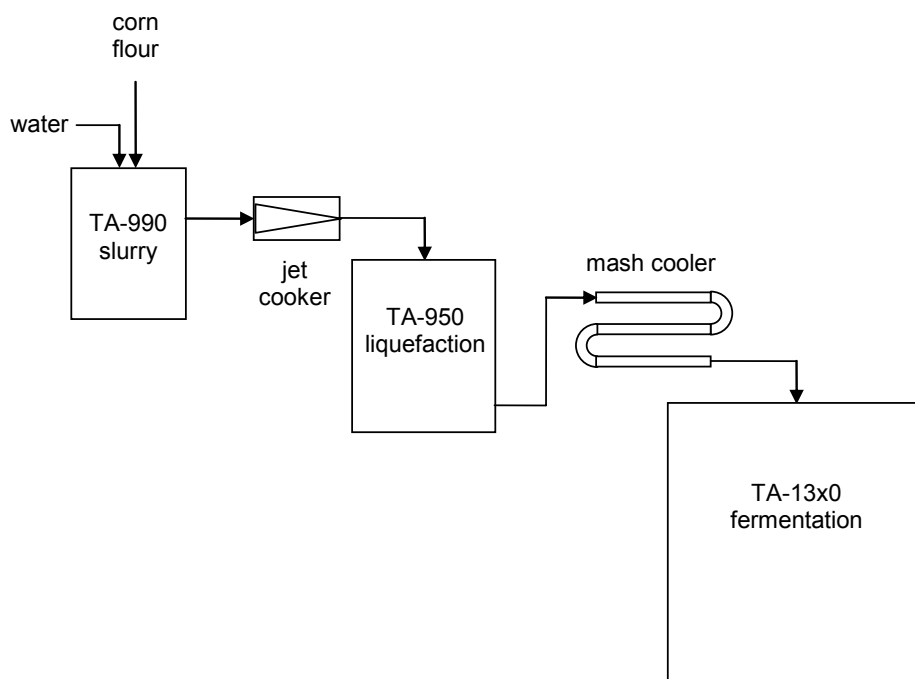 corn
flour
water
TA-990
slurry
jet
cooker
TA-950
liquefaction
mash cooler
TA-13x0
fermentation